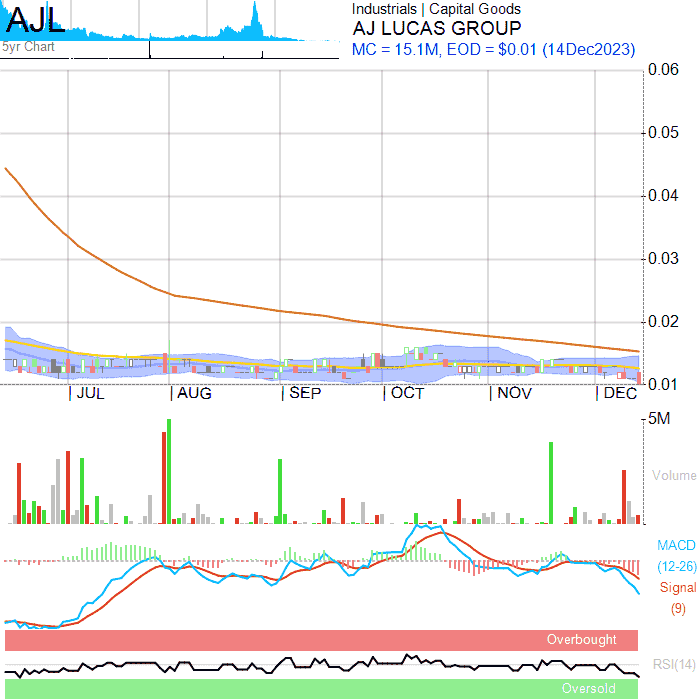 AJL
5yr Chart
Industrials | Capital Goods
AJ LUCAS GROUP
MC = 15.1M, EOD = $0.01 (14Dec2023)
0.06
0.05
0.04
0.03
0.02
0.01
JUL
AUG
SEP
OCT
NOV
DEC
5M
Volume
MACD
(12-26)
Signal
(9)
Overbought
RSI(14)
Oversold